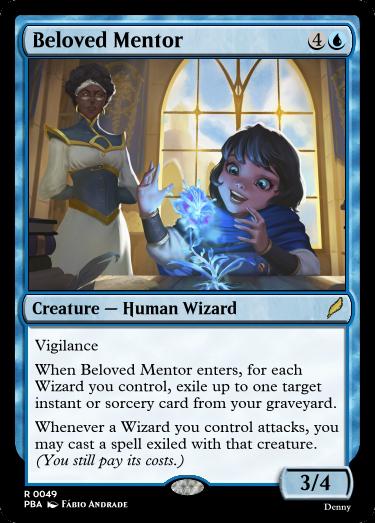 Beloved Mentor 4
Creature — Human Wizard
Vigilance
When Beloved Mentor enters, for each
Wizard you control, exile up to one target
instant or sorcery card from your graveyard.
Whenever a Wizard you control attacks, you
may cast a spell exiled with that creature.
(You still pay its costs.)
3/4
R 0049
PBA Fábio Andrade Denny